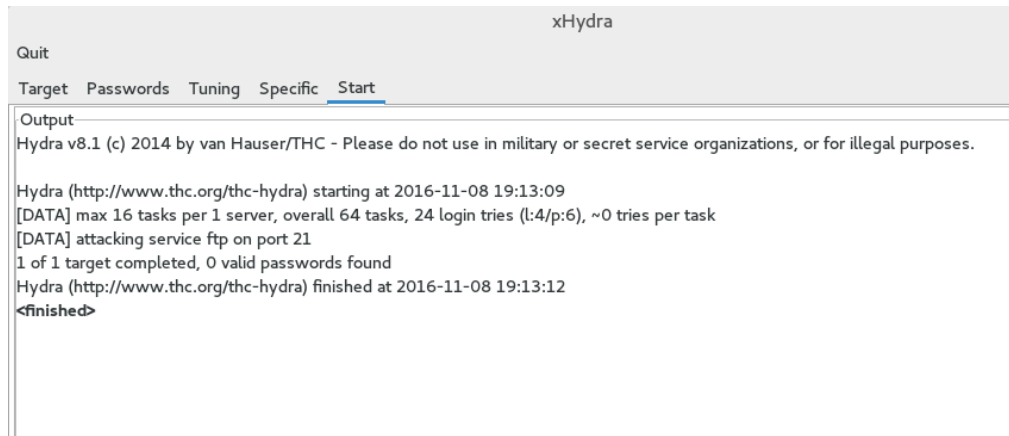 xHydra
Quit
Target Passwords Tuning Specific Start
Output
Hydra v8.1 (c) 2014 by van Hauser/THC - Please do not use in military or secret service organizations, or for illegal purposes.
Hydra (http://www.thc.org/thc-hydra) starting at 2016-11-08 19:13:09
[DATA] max 16 tasks per 1 server, overall 64 tasks, 24 login tries (l:4/p:6), ~0 tries per task
[DATA] attacking service ftp on port 21
1 of 1 target completed, 0 valid passwords found
Hydra (http://www.thc.org/thc-hydra) finished at 2016-11-08 19:13:12
<finished>